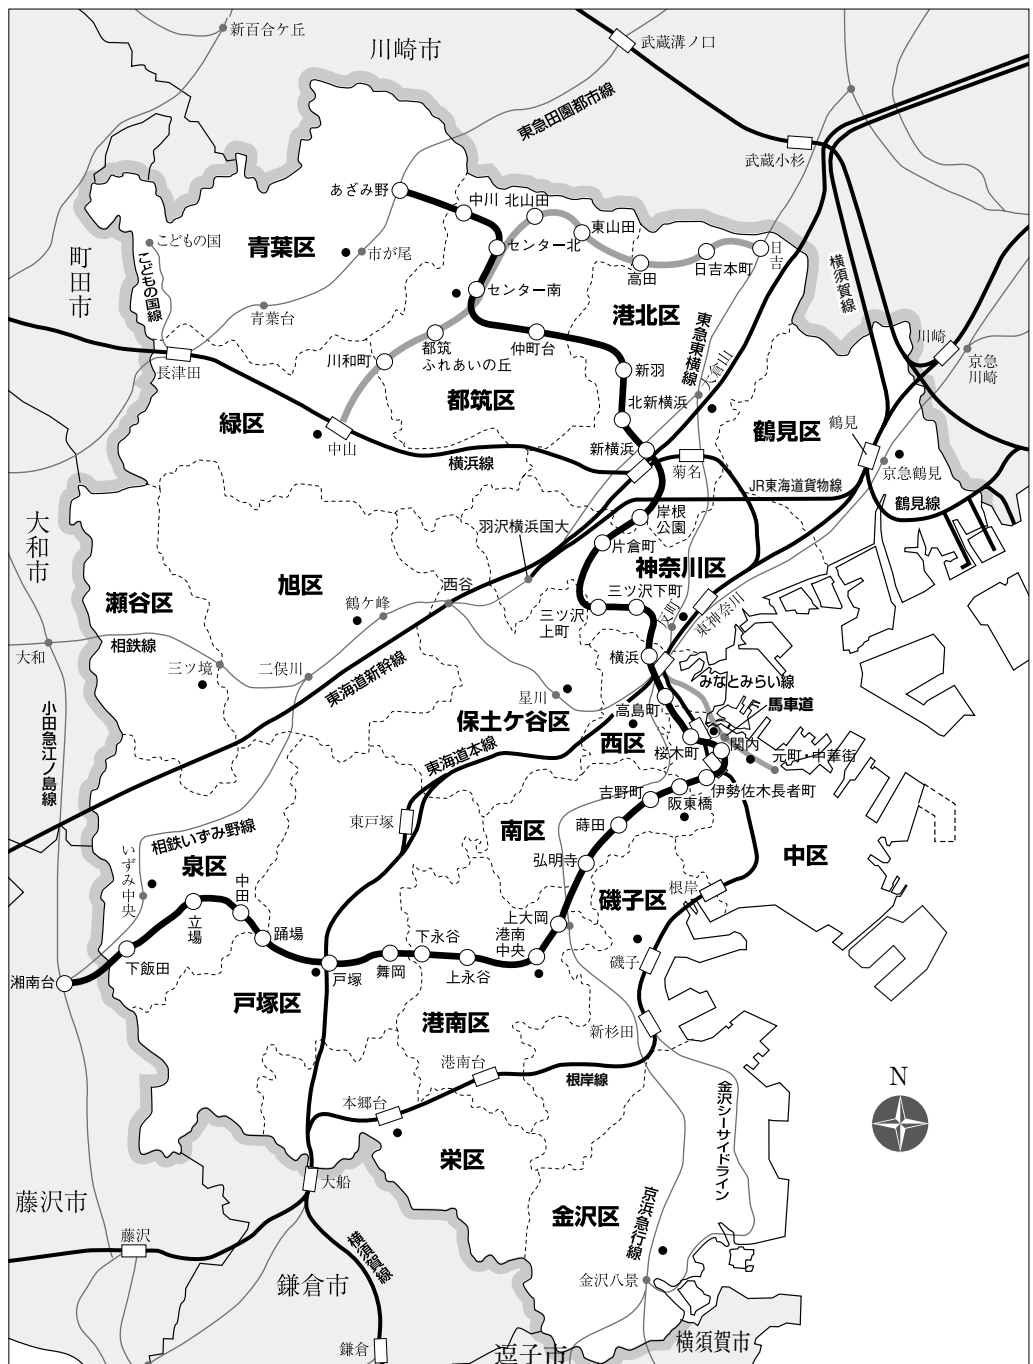 新百合ケ丘
川崎市
武蔵溝ノ口
東急田園都市線
武蔵小杉
あざみ野
中川
北山田
東山田
日吉
センター北
高田
日吉本町
町田市
こどもの国
こどもの国線
青葉区
市が尾
センター南
港北区
横須賀線
青葉台
東急東横線
大倉山
川崎
京急
川崎
長津田
川和町
都筑
ふれあいの丘
仲町台
新羽
都筑区
北新横浜
緑区
中山
横浜線
新横浜
菊名
鶴見区
鶴見
京急鶴見
鶴見線
JR東海道貨物線
大和市
羽沢横浜国大
岸根
公園
片倉町
神奈川区
瀬谷区
旭区
鶴ケ峰
西谷
三ツ沢下町
三ツ沢
上町
反町
東神奈川
大和
相鉄線
三ツ境
二俣川
東海道新幹線
横浜
星川
みなとみらい線
馬車道
小田急江ノ島線
保土ケ谷区
高島町
西区
桜木町
関内
元町・中華街
東海道本線
吉野町
阪東橋
伊勢佐木長者町
東戸塚
南区
蒔田
中区
相鉄いずみ野線
いずみ中央
泉区
弘明寺
磯子区
根岸
中田
立場
踊場
上大岡
港南
中央
下飯田
湘南台
戸塚
舞岡
下永谷
上永谷
磯子
戸塚区
港南区
新杉田
港南台
根岸線
本郷台
金沢シーサイドライン
N
栄区
大船
藤沢市
藤沢
横須賀線
金沢区
京浜急行線
鎌倉市
金沢八景
鎌倉
逗子市
横須賀市